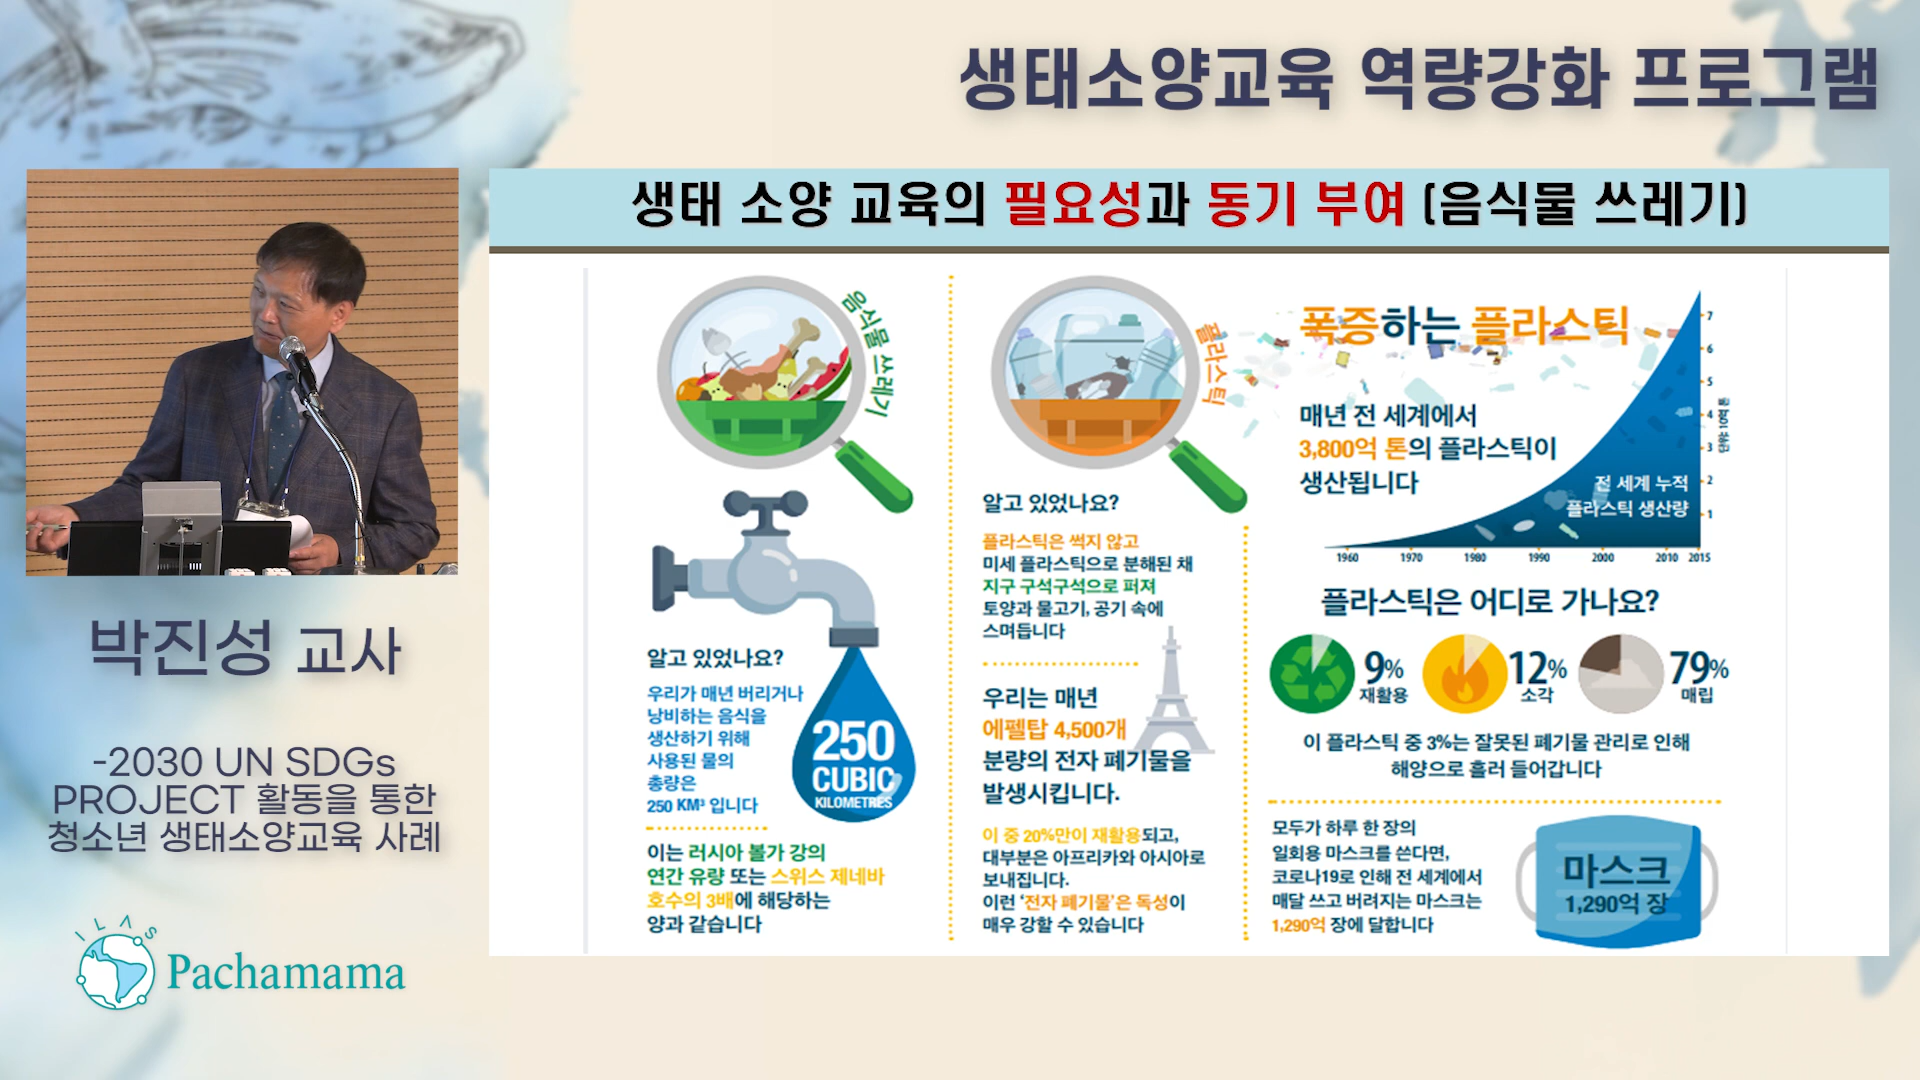 생태소양교육 역량강화 프로그램
생태 소양 교육의 필요성과 동기 부여 (음식물 쓰레기)
박진성 교사
-2030 UN SDGs
PROJECT 활동을 통한
청소년 생태소양교육 사례
ILAS
Pachamama
음식물 쓰레기
알고 있었나요?
우리가 매년 버리거나
낭비하는 음식을
생산하기 위해
사용된 물의
총량은
250 KM³ 입니다
250
CUBIC
KILOMETRES
이는 러시아 볼가 강의
연간 유량 또는 스위스 제네바
호수의 3배에 해당하는
양과 같습니다
플라스틱
알고 있었나요?
플라스틱은 썩지 않고
미세 플라스틱으로 분해된 채
지구 구석구석으로 퍼져
토양과 물고기, 공기 속에
스며듭니다
우리는 매년
에펠탑 4,500개
분량의 전자 폐기물을
발생시킵니다.
이 중 20%만이 재활용되고,
대부분은 아프리카와 아시아로
보내집니다.
이런 ‘전자 폐기물’은 독성이
매우 강할 수 있습니다
폭증하는 플라스틱
매년 전 세계에서
3,800억 톤의 플라스틱이
생산됩니다
전 세계 누적
플라스틱 생산량
7
6
5
4
3
2
1
단위: 10억 톤
1960 1970 1980 1990 2000 2010 2015
플라스틱은 어디로 가나요?
9% 12% 79%
재활용 소각 매립
이 플라스틱 중 3%는 잘못된 폐기물 관리로 인해
해양으로 흘러 들어갑니다
모두가 하루 한 장의
일회용 마스크를 쓴다면,
코로나19로 인해 전 세계에서
매달 쓰고 버려지는 마스크는
1,290억 장에 달합니다
마스크
1,290억 장